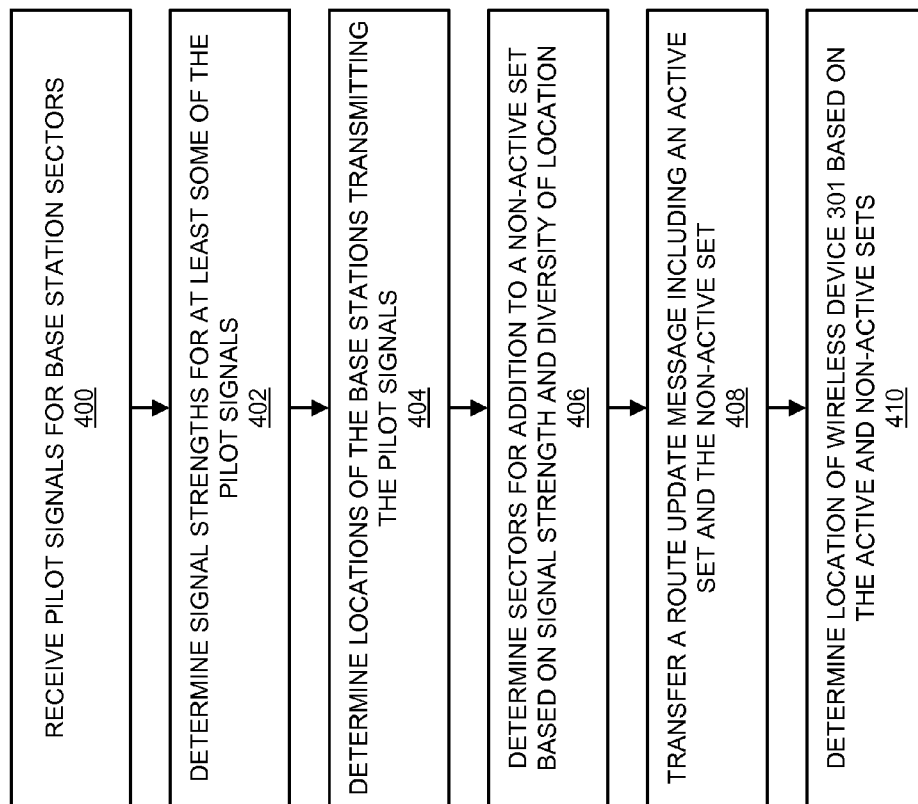 RECEIVE PILOT SIGNALS FOR BASE STATION SECTORS
400
DETERMINE SIGNAL STRENGTHS FOR AT LEAST SOME OF THE
PILOT SIGNALS
402
DETERMINE LOCATIONS OF THE BASE STATIONS TRANSMITTING
THE PILOT SIGNALS
404
DETERMINE SECTORS FOR ADDITION TO A NON-ACTIVE SET
BASED ON SIGNAL STRENGTH AND DIVERSITY OF LOCATION
406
TRANSFER A ROUTE UPDATE MESSAGE INCLUDING AN ACTIVE
SET AND THE NON-ACTIVE SET
408
DETERMINE LOCATION OF WIRELESS DEVICE 301 BASED ON
THE ACTIVE AND NON-ACTIVE SETS
410